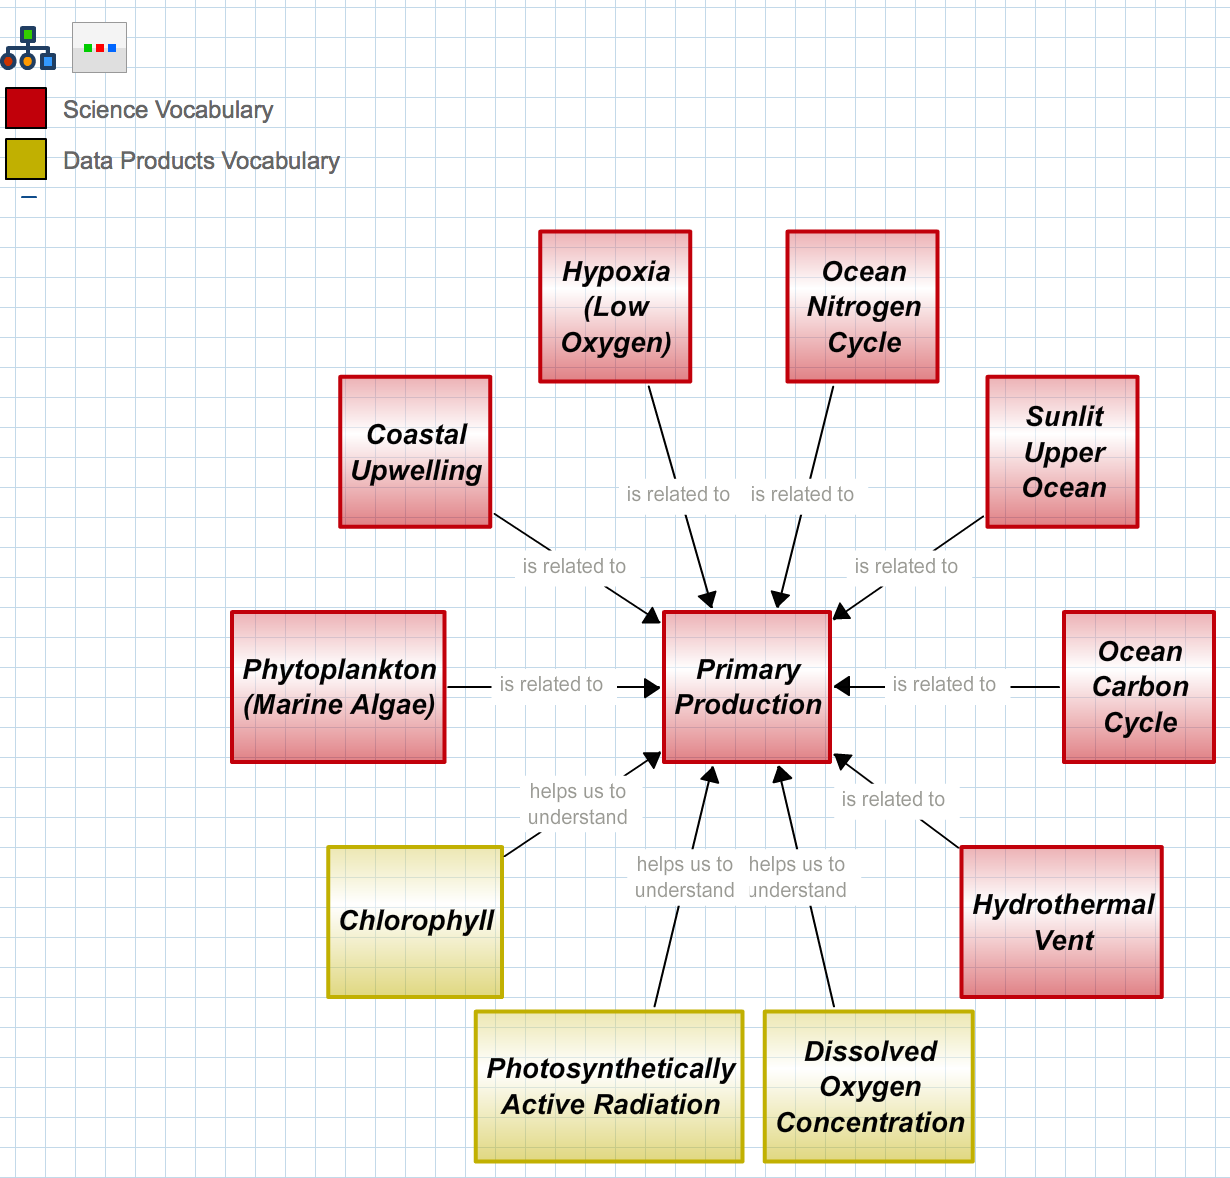 Science Vocabulary
Data Products Vocabulary
Hypoxia
(Low
Oxygen)
Ocean
Nitrogen
Cycle
Coastal
Upwelling
Sunlit
Upper
Ocean
is related to
is related to
is related to
is related to
Phytoplankton
(Marine Algae)
is related to
Primary
Production
is related to
Ocean
Carbon
Cycle
helps us to
understand
is related to
helps us to
understand
helps us to
understand
Chlorophyll
Hydrothermal
Vent
Photosynthetically
Active Radiation
Dissolved
Oxygen
Concentration